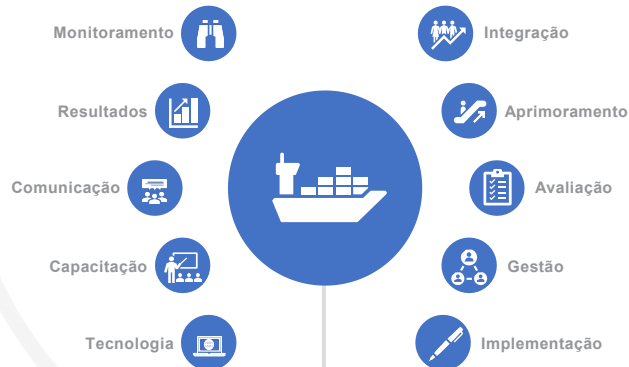 Monitoramento
Integração
Resultados
Aprimoramento
Comunicação
Avaliação
Capacitação
Gestão
Tecnologia
Implementação